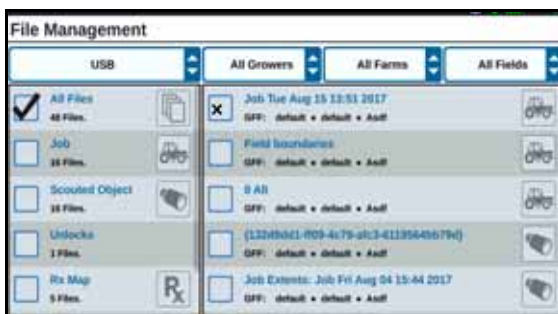 File Management
USB
All Growers
All Farms
All Fields
All Files
48 Files.
Job
16 Files.
Scouted Object
16 Files.
Unlocks
1 Files.
Rx Map
5 Files.
Rx
Job Tue Aug 15 13:51 2017
GFF: default • default • Asdf
Field boundaries
GFF: default • default • Asdf
0 All
GFF: default • default • Asdf
GFF: default • default • Asdf
Job Extents: Job Fri Aug 04 15:44 2017
GFF: default • default • Asdf